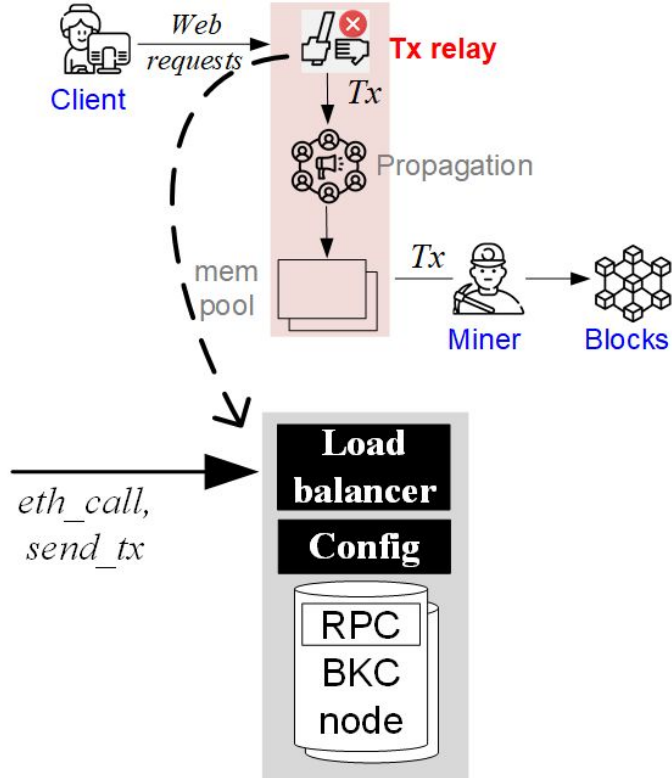 Web
requests
Tx relay
Client
Tx
Propagation
mem
pool
Tx
Miner
Blocks
Load
balancer
eth_call,
send_tx
Config
RPC
BKC
node